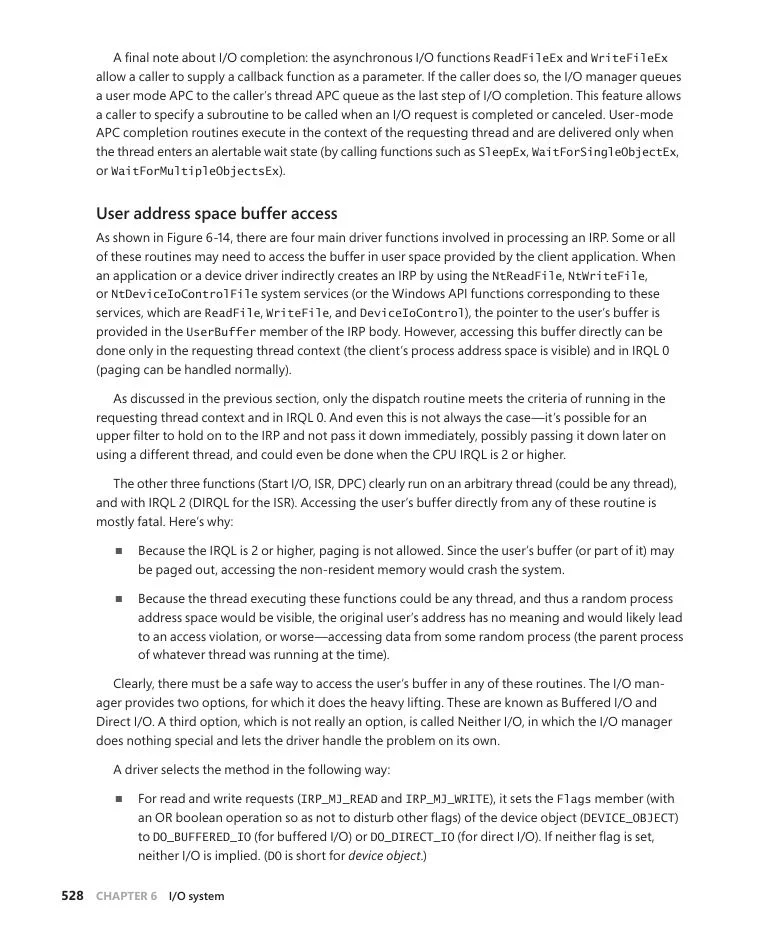 A final note about I/O completion: the asynchronous I/O functions ReadFileEx and WriteFileEx
allow a caller to supply a callback function as a parameter. If the caller does so, the I/O manager queues
a user mode APC to the caller's thread APC queue as the last step of I/O completion. This feature allows
a caller to specify a subroutine to be called when an I/O request is completed or canceled. User-mode
APC completion routines execute in the context of the requesting thread and are delivered only when
the thread enters an alertable wait state (by calling functions such as SleepEx, WaitForSingleObjectEx,
or WaitForMultipleObjectsEx).
User address space buffer access
As shown in Figure 6-14, there are four main driver functions involved in processing an IRP. Some or all
of these routines may need to access the buffer in user space provided by the client application. When
an application or a device driver indirectly creates an IRP by using the NtReadFile, NtWriteFile,
or NtDeviceIoControlFile system services (or the Windows API functions corresponding to these
services, which are ReadFile, WriteFile, and DeviceIoControl), the pointer to the user's buffer is
provided in the UserBuffer member of the IRP body. However, accessing this buffer directly can be
done only in the requesting thread context (the client's process address space is visible) and in IRQL 0
(paging can be handled normally).
As discussed in the previous section, only the dispatch routine meets the criteria of running in the
requesting thread context and in IRQL 0. And even this is not always the case—it's possible for an
upper filter to hold on to the IRP and not pass it down immediately, possibly passing it down later on
using a different thread, and could even be done when the CPU IRQL is 2 or higher.
The other three functions (Start I/O, ISR, DPC) clearly run on an arbitrary thread (could be any thread),
and with IRQL 2 (DIRQL for the ISR). Accessing the user's buffer directly from any of these routine is
mostly fatal. Here's why:
■ Because the IRQL is 2 or higher, paging is not allowed. Since the user's buffer (or part of it) may
be paged out, accessing the non-resident memory would crash the system.
■ Because the thread executing these functions could be any thread, and thus a random process
address space would be visible, the original user's address has no meaning and would likely lead
to an access violation, or worse—accessing data from some random process (the parent process
of whatever thread was running at the time).
Clearly, there must be a safe way to access the user's buffer in any of these routines. The I/O man-
ager provides two options, for which it does the heavy lifting. These are known as Buffered I/O and
Direct I/O. A third option, which is not really an option, is called Neither I/O, in which the I/O manager
does nothing special and lets the driver handle the problem on its own.
A driver selects the method in the following way:
■ For read and write requests (IRP_MJ_READ and IRP_MJ_WRITE), it sets the Flags member (with
an OR boolean operation so as not to disturb other flags) of the device object (DEVICE_OBJECT)
to DO_BUFFERED_IO (for buffered I/O) or DO_DIRECT_IO (for direct I/O). If neither flag is set,
neither I/O is implied. (DO is short for device object.)
528 CHAPTER 6 I/O system